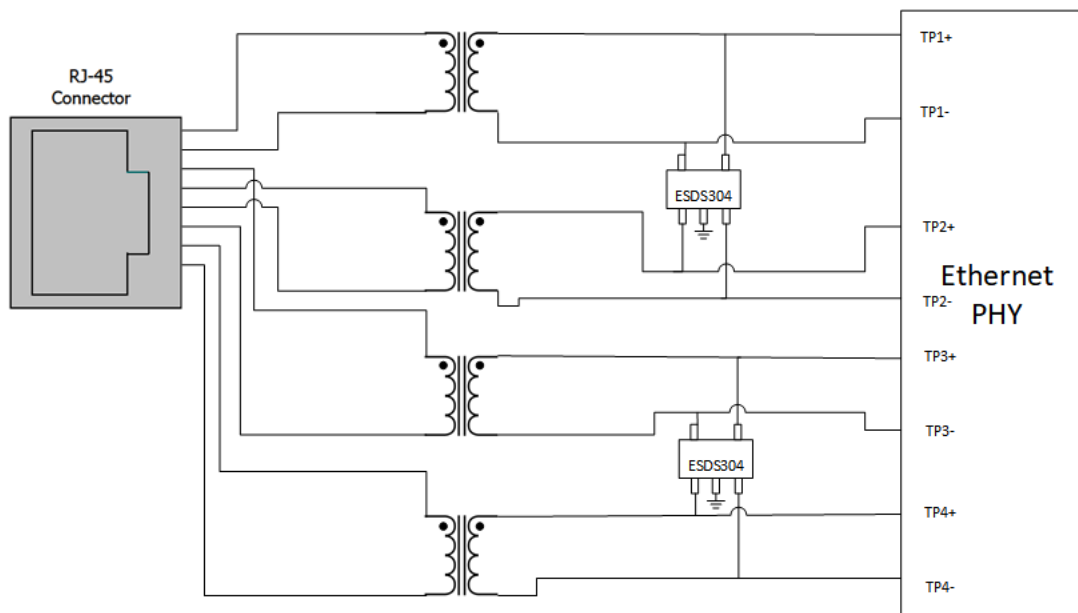 RJ-45
Connector
TP1+
TP1-
ESDS304
TP2+
Ethernet
PHY
TP2-
TP3+
TP3-
ESDS304
TP4+
TP4-